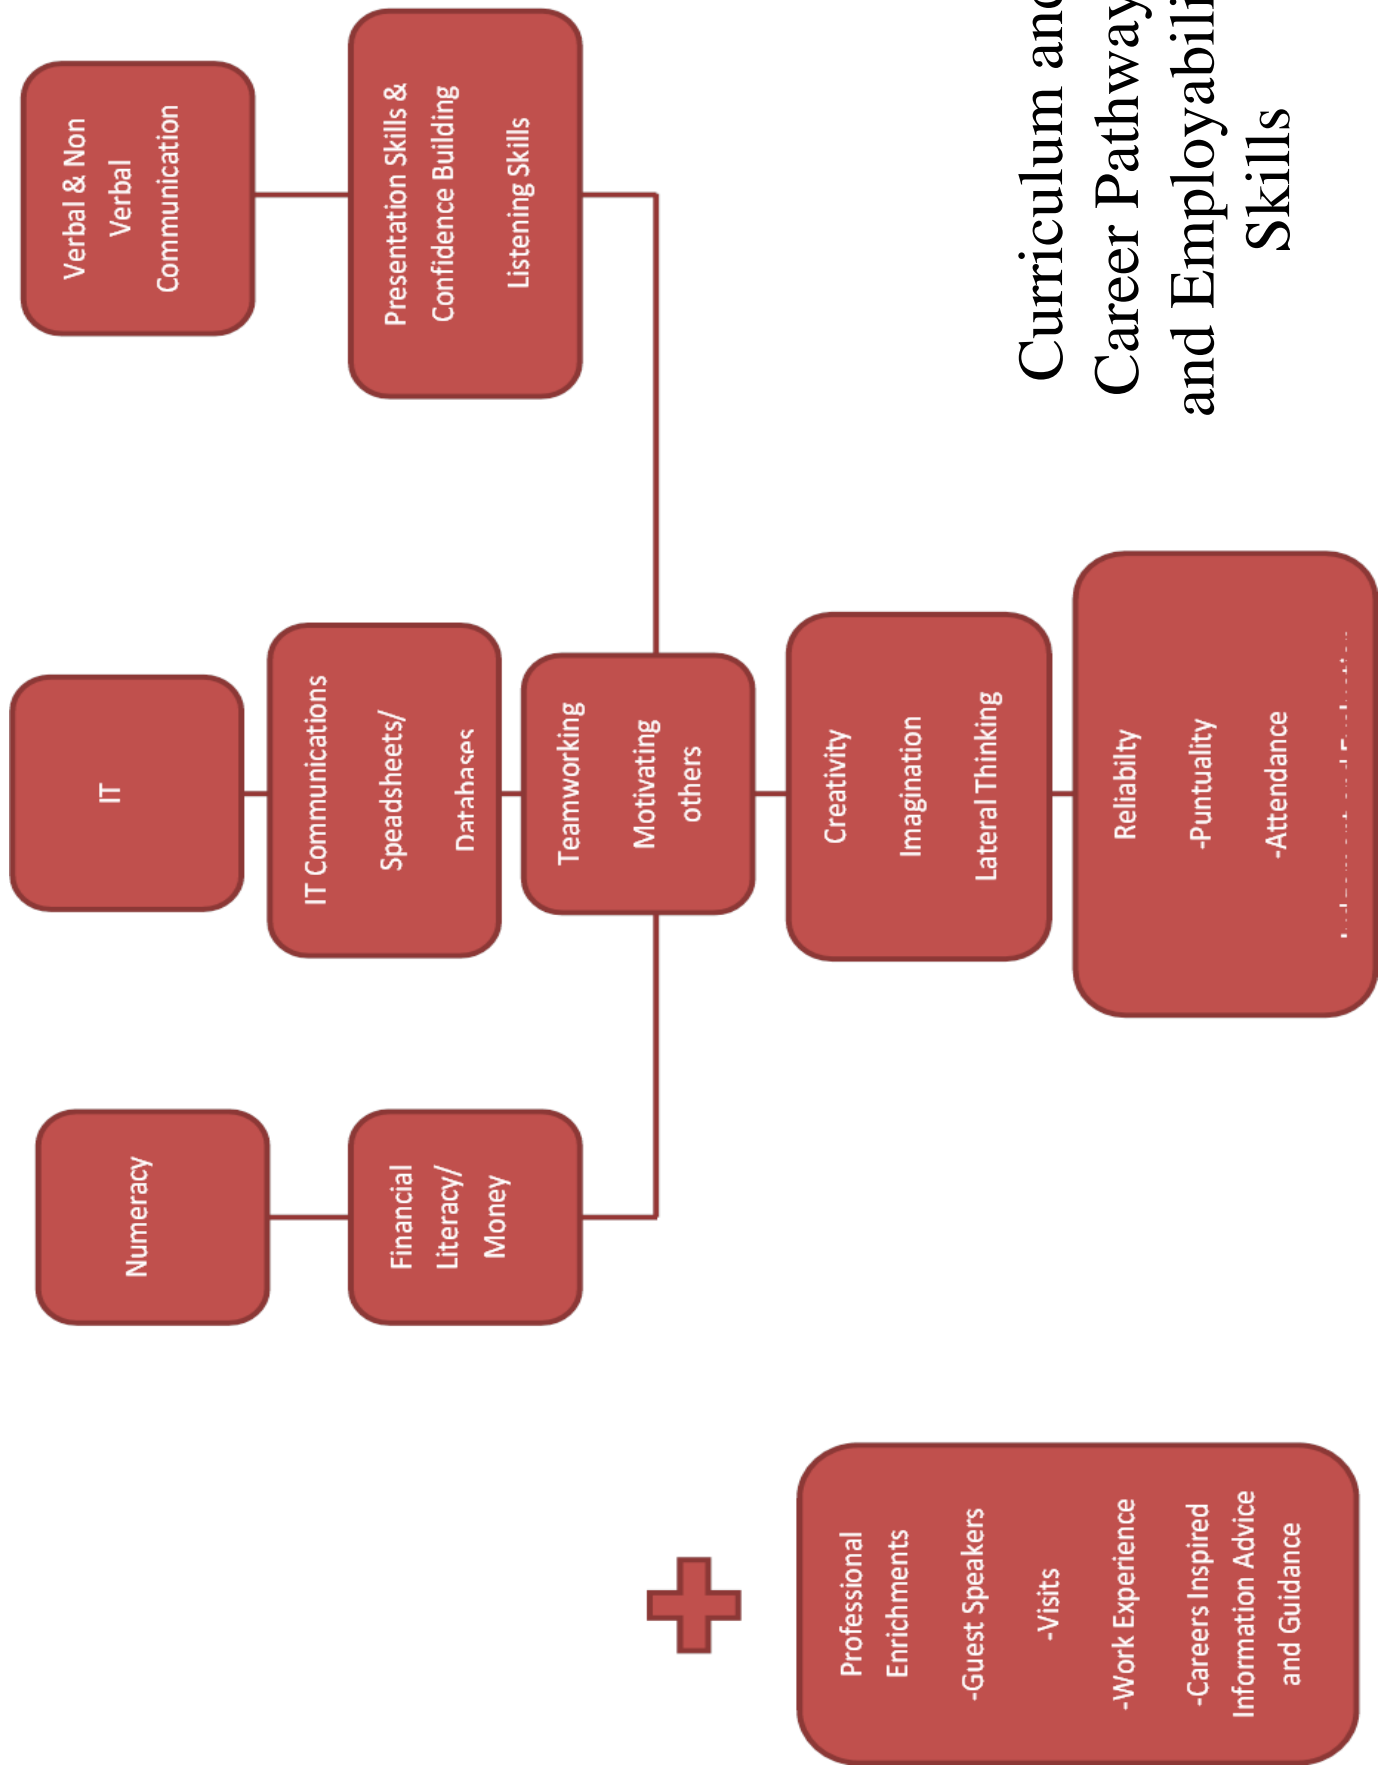 Numeracy
IT
Verbal & Non
Verbal
Communication
Financial
Literacy/
Money
IT Communications
Speadsheets/
Databases
Presentation Skills &
Confidence Building
Listening Skills
Teamworking
Motivating
others
Creativity
Imagination
Lateral Thinking
Reliabilty
-Puntuality
-Attendance
Professional
Enrichments
-Guest Speakers
-Visits
-Work Experience
-Careers Inspired
Information Advice
and Guidance
Curriculum and
Career Pathway
and Employabili
Skills